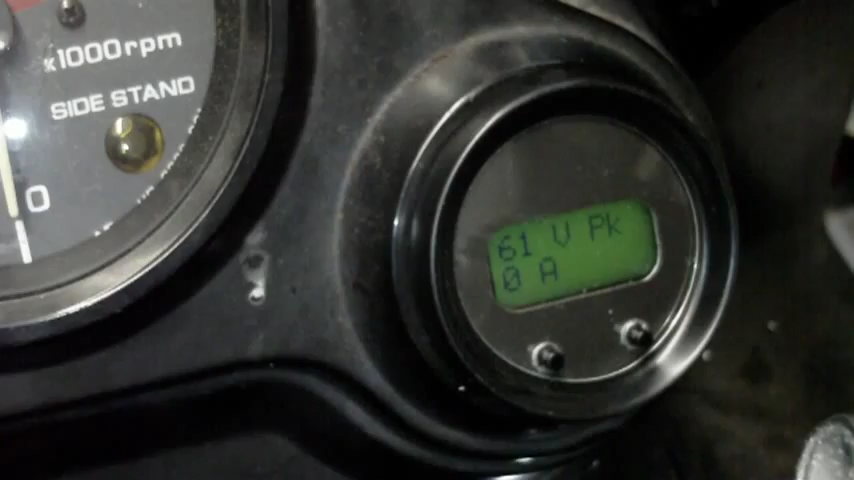 x1000rpm
SIDE STAND
0
61 V Pk
0 A